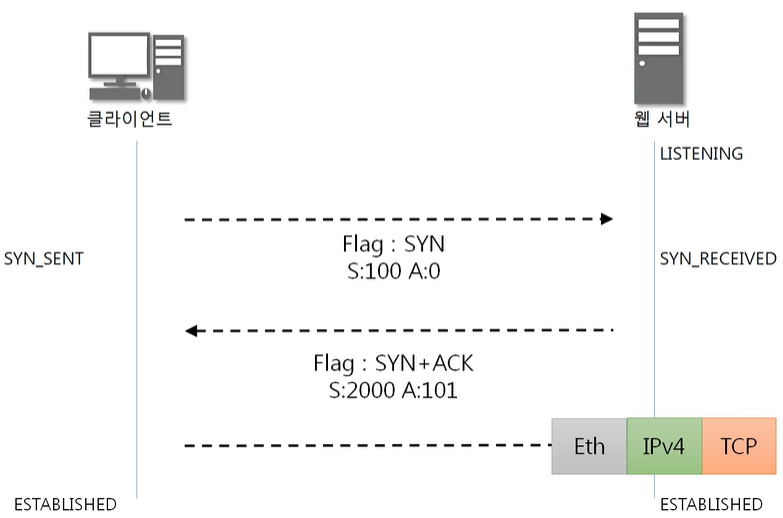 클라이언트
웹 서버
LISTENING
Flag : SYN
S:100 A:0
SYN_SENT
SYN_RECEIVED
Flag : SYN+ACK
S:2000 A:101
Eth
IPv4
TCP
ESTABLISHED
ESTABLISHED